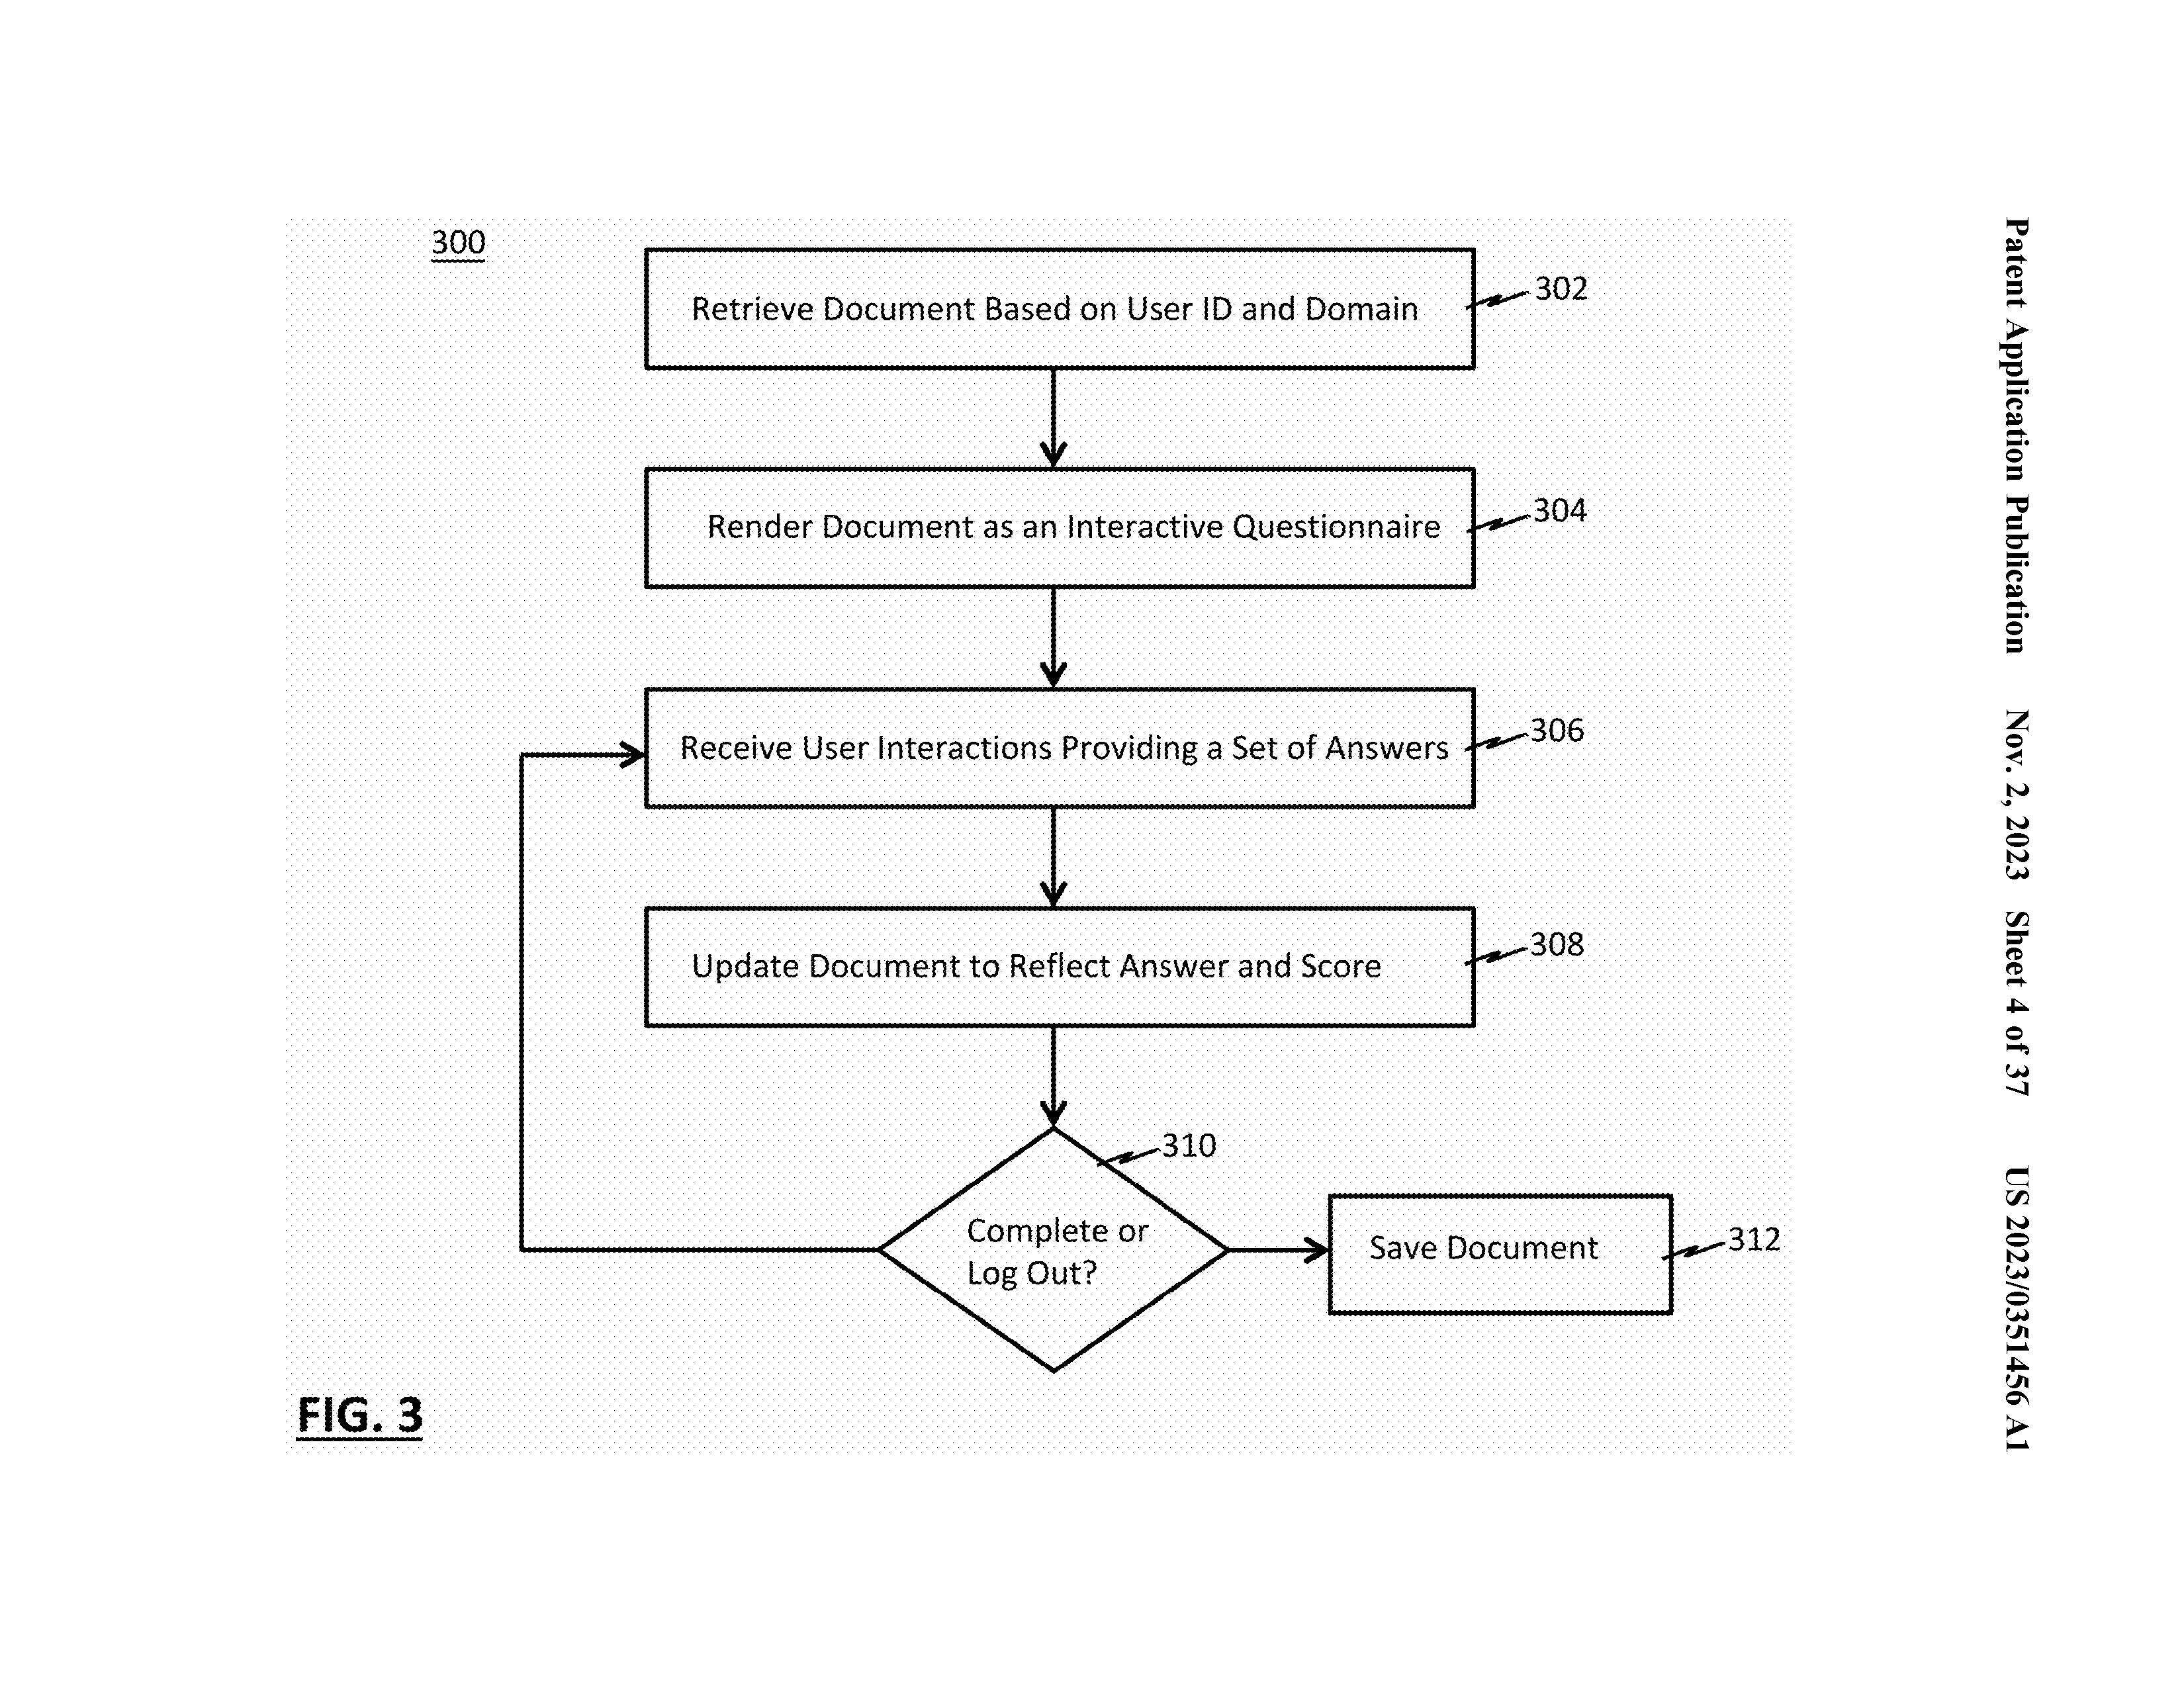 Patent Application Publication Nov. 2, 2023 Sheet 4 of 37 US 2023/0351456 A1
300
Retrieve Document Based on User ID and Domain
302
Render Document as an Interactive Questionnaire
304
Receive User Interactions Providing a Set of Answers
306
Update Document to Reflect Answer and Score
308
310
Complete or
Log Out?
Save Document
312
FIG. 3